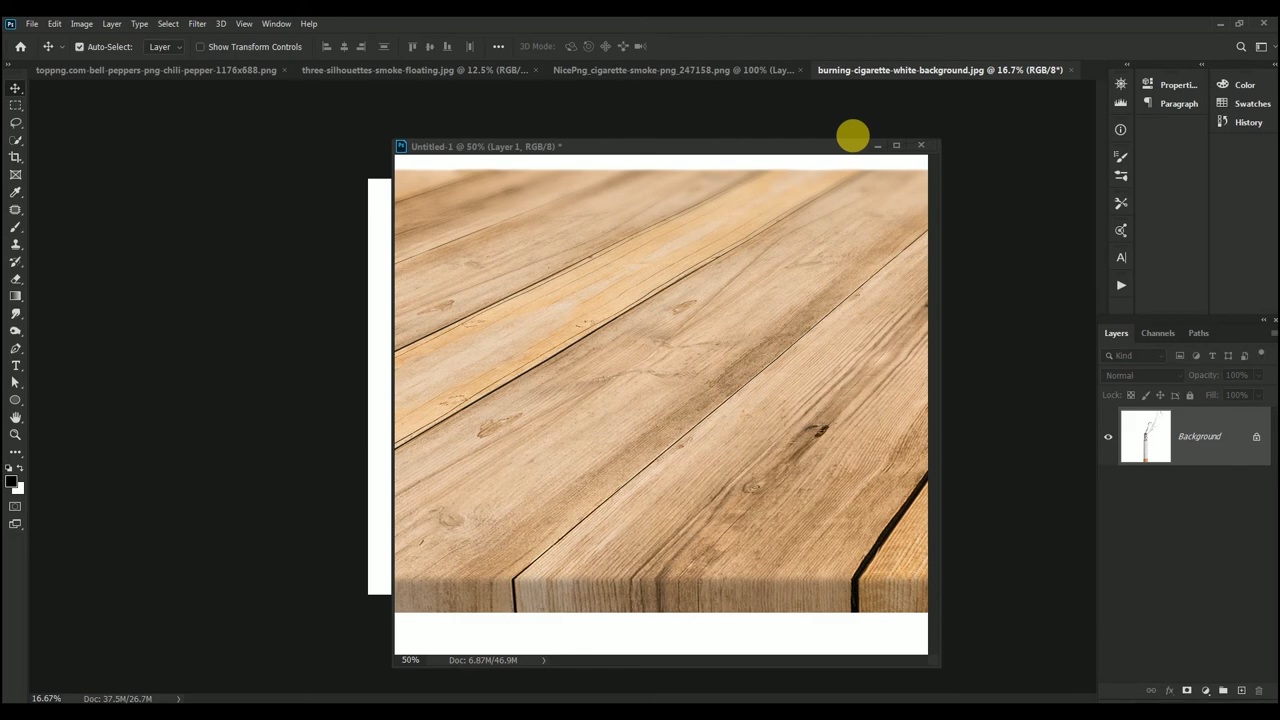 Ps File Edit Image Layer Type Select Filter 3D View Window Help
Auto-Select: Layer Show Transform Controls 3D Mode:
toppng.com-bell-peppers-png-chili-pepper-1176x688.png × three-silhouettes-smoke-floating.jpg @ 12.5% (RGB/... × NicePng_cigarette-smoke-png_247158.png @ 100% (Lay... × burning-cigarette-white-background.jpg @ 16.7% (RGB/8*) ×
Properti... Color
Paragraph Swatches
History
Untitled-1 @ 50% (Layer 1, RGB/8) *
Layers Channels Paths
Kind
Normal Opacity: 100%
Lock: Fill: 100%
Background
50% Doc: 6.87M/46.9M
16.67% Doc: 37.5M/26.7M